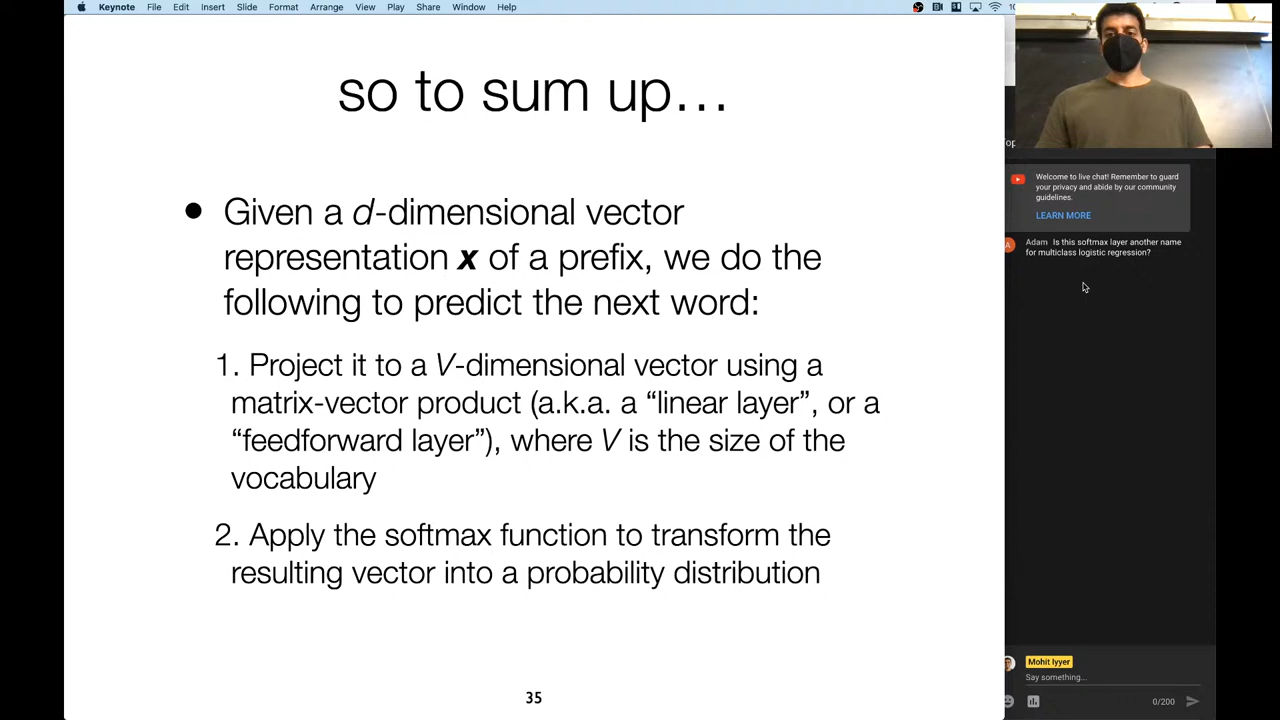 Keynote File Edit Insert Slide Format Arrange View Play Share Window Help
so to sum up…
• Given a d-dimensional vector
representation x of a prefix, we do the
following to predict the next word:
1. Project it to a V-dimensional vector using a
matrix-vector product (a.k.a. a “linear layer”, or a
“feedforward layer”), where V is the size of the
vocabulary
2. Apply the softmax function to transform the
resulting vector into a probability distribution
35
Welcome to live chat! Remember to guard
your privacy and abide by our community
guidelines.
LEARN MORE
A
Adam Is this softmax layer another name
for multiclass logistic regression?
Mohit Iyyer
Say something...
0/200